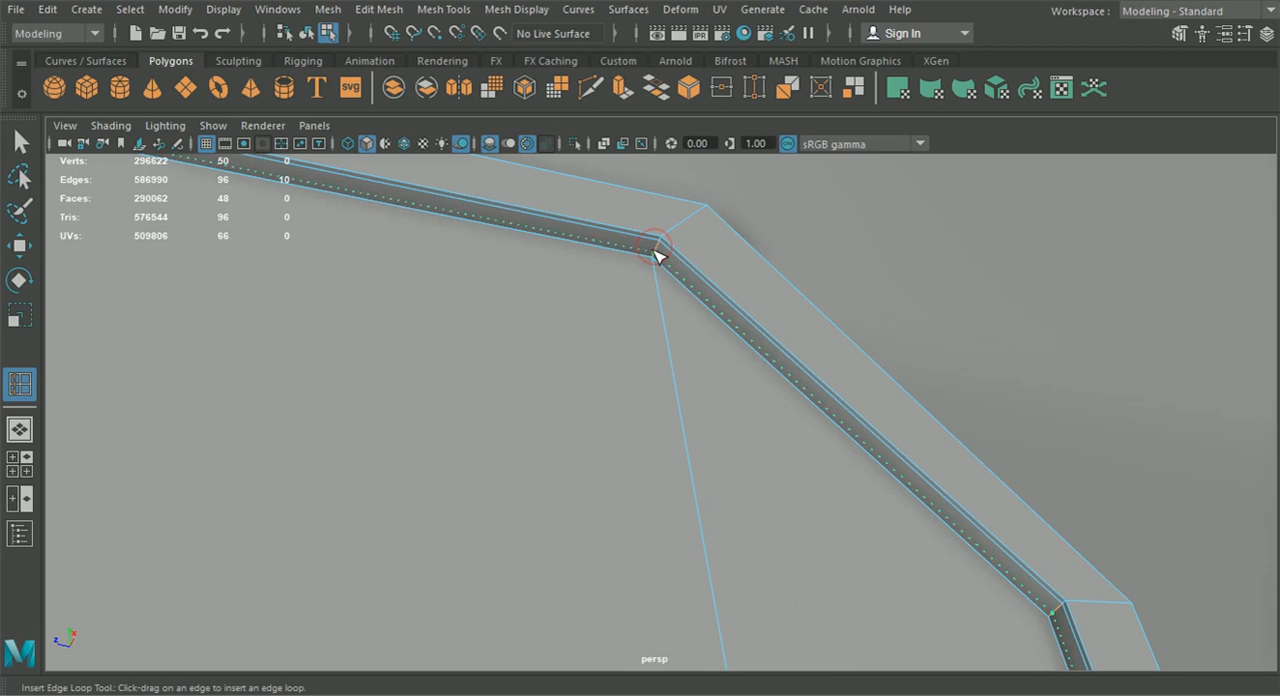 File Edit Create Select Modify Display Windows Mesh Edit Mesh Mesh Tools Mesh Display Curves Surfaces Deform UV Generate Cache Arnold Help Workspace : Modeling - Standard
Modeling No Live Surface Sign In
Curves / Surfaces Polygons Sculpting Rigging Animation Rendering FX FX Caching Custom Arnold Bifrost MASH Motion Graphics XGen
T SVG
View Shading Lighting Show Renderer Panels
0.00 1.00 ON sRGB gamma
Verts: 296622 50 0
Edges: 586990 96 10
Faces: 290062 48 0
Tris: 576544 96 0
UVs: 509806 66 0
z x
persp
M
Insert Edge Loop Tool: Click-drag on an edge to insert an edge loop.